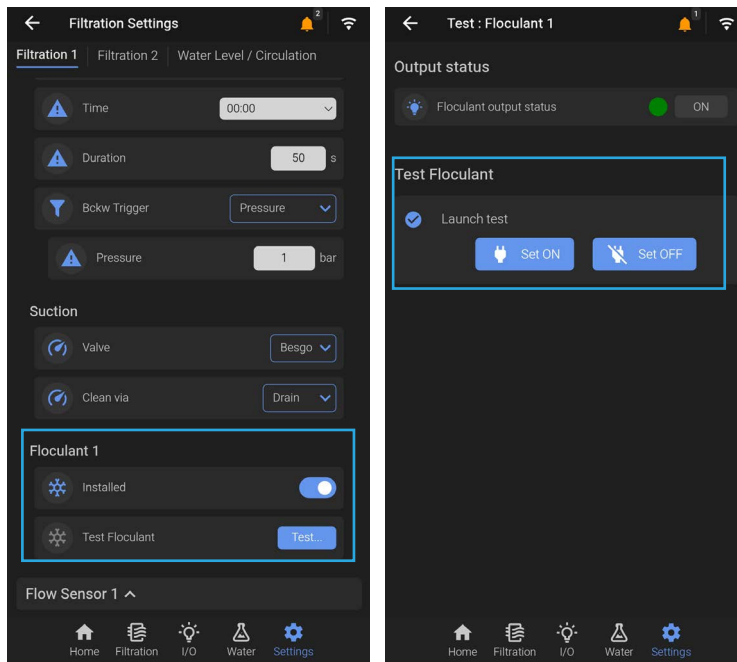 Filtration Settings
2
Filtration 1
Filtration 2
Water Level / Circulation
Time
00:00
Duration
50
s
Bckw Trigger
Pressure
Pressure
1
bar
Suction
Valve
Besgo
Clean via
Drain
Floculant 1
Installed
Test Floculant
Test...
Flow Sensor 1
Home
Filtration
I/O
Water
Settings
Test : Floculant 1
1
Output status
Floculant output status
ON
Test Floculant
Launch test
Set ON
Set OFF
Home
Filtration
I/O
Water
Settings